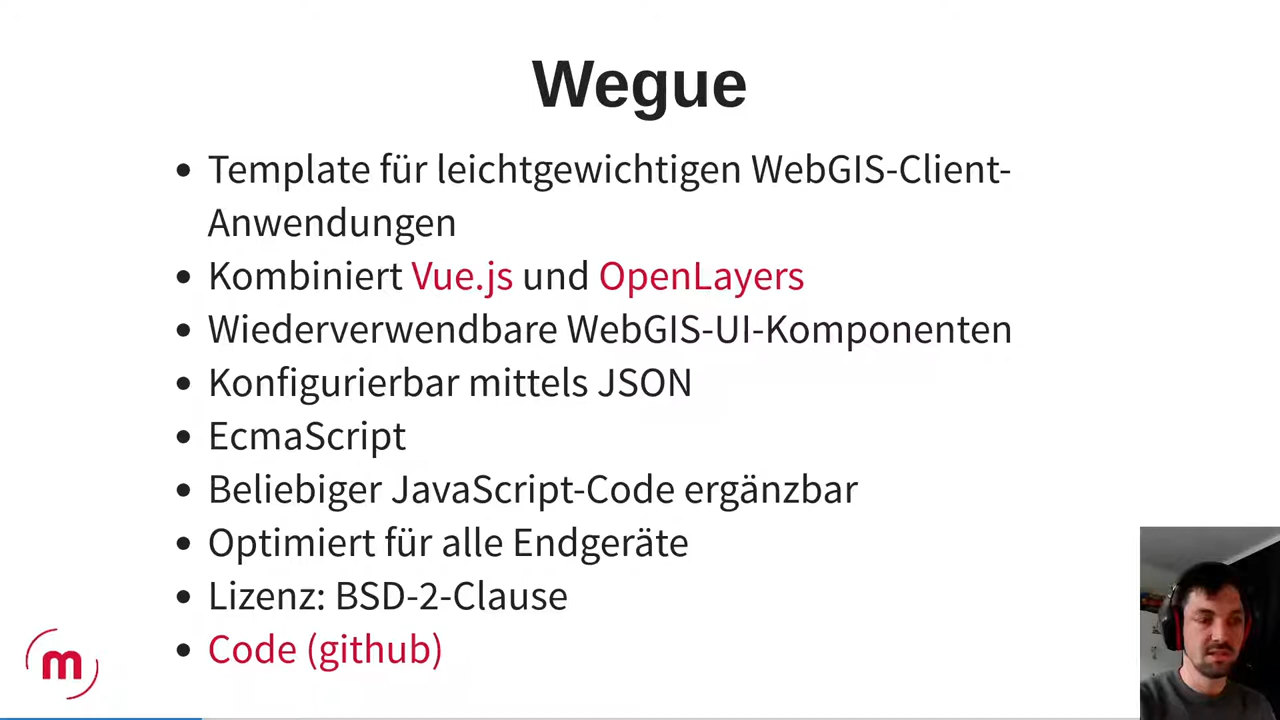 Wegue
Template für leichtgewichtigen WebGIS-Client-
Anwendungen
Kombiniert Vue.js und OpenLayers
Wiederverwendbare WebGIS-UI-Komponenten
Konfigurierbar mittels JSON
EcmaScript
Beliebiger JavaScript-Code ergänzbar
Optimiert für alle Endgeräte
Lizenz: BSD-2-Clause
Code (github)
m